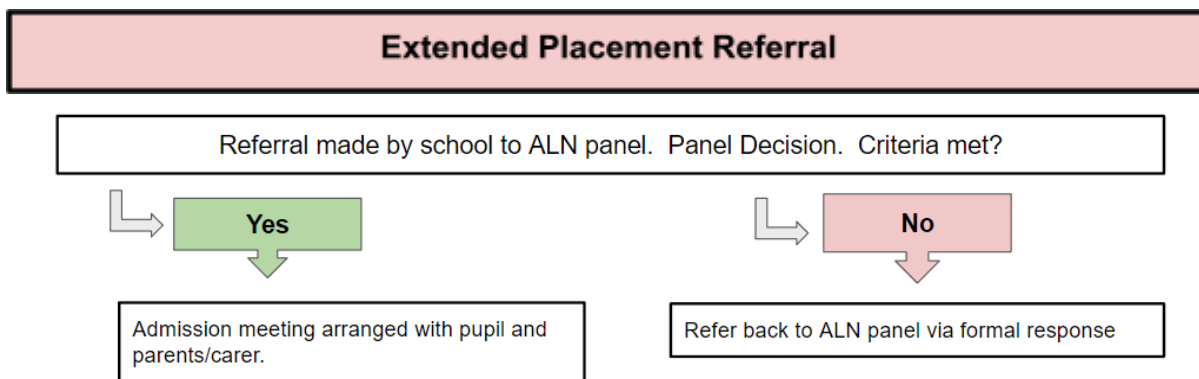 Extended Placement Referral
Referral made by school to ALN panel.  Panel Decision.  Criteria met?
Yes
No
Admission meeting arranged with pupil and
parents/carer.
Refer back to ALN panel via formal response